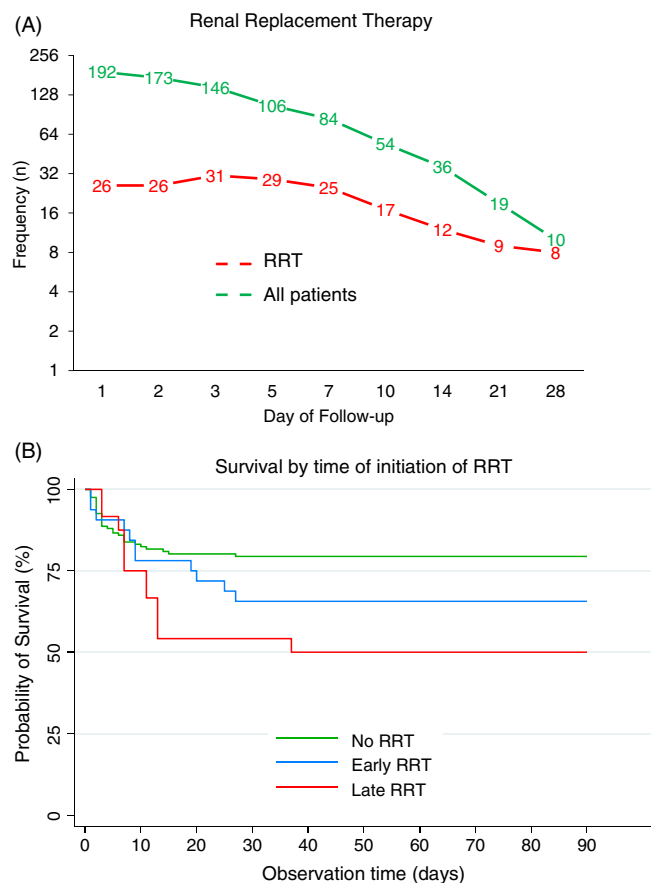 (A)
Renal Replacement Therapy
256
128
64
32
16
8
4
2
1
Frequency (n)
192 173 146 106 84 54 36 19 10
26 26 31 29 25 17 12 9 8
RRT
All patients
1 2 3 5 7 10 14 21 28
Day of Follow-up
(B)
Survival by time of initiation of RRT
100
75
50
25
0
Probability of Survival (%)
No RRT
Early RRT
Late RRT
0 10 20 30 40 50 60 70 80 90
Observation time (days)